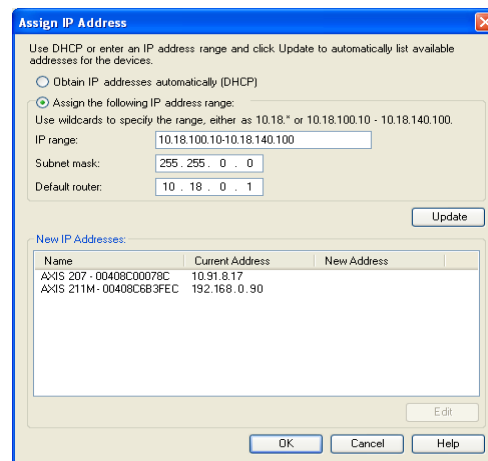 Assign IP Address
Use DHCP or enter an IP address range and click Update to automatically list available
addresses for the devices.
Obtain IP addresses automatically (DHCP)
Assign the following IP address range:
Use wildcards to specify the range, either as 10.18.* or 10.18.100.10 - 10.18.140.100.
IP range: 10.18.100.10-10.18.140.100
Subnet mask: 255 . 255 . 0 . 0
Default router: 10 . 18 . 0 . 1
Update
New IP Addresses:
Name Current Address New Address
AXIS 207 - 00408C00078C 10.91.8.17
AXIS 211M - 00408C6B3FEC 192.168.0.90
Edit
OK Cancel Help